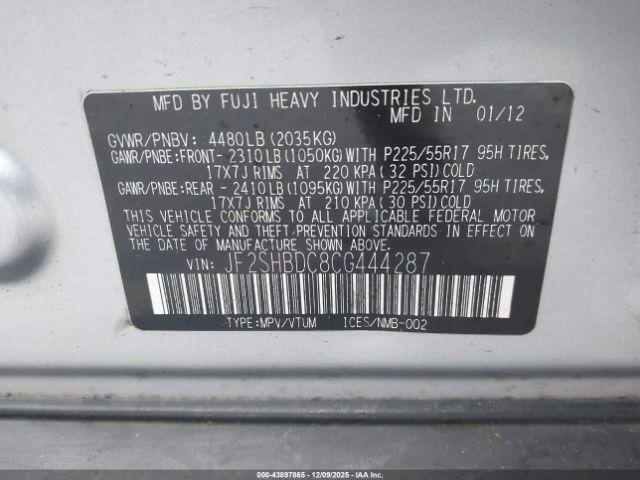 MFD BY FUJI HEAVY INDUSTRIES LTD.
MFD IN 01/12
GVWR/PNBV: 4480LB (2035KG)
GAWR/PNBE:FRONT- 2310LB(1050KG)WITH P225/55R17 95H TIRES,
17X7J RIMS AT 220 KPA( 32 PSI)COLD
GAWR/PNBE:REAR - 2410LB(1095KG)WITH P225/55R17 95H TIRES,
17X7J RIMS AT 210 KPA( 30 PSI)COLD
THIS VEHICLE CONFORMS TO ALL APPLICABLE FEDERAL MOTOR
VEHICLE SAFETY AND THEFT PREVENTION STANDARDS IN EFFECT
ON THE DATE OF MANUFACTURE SHOWN ABOVE.
VIN: JF2SHBDC8CG444287
TYPE:MPV/VTUM ICES/NMB-002
000-43897865 12/09/2025 - IAAI.COM